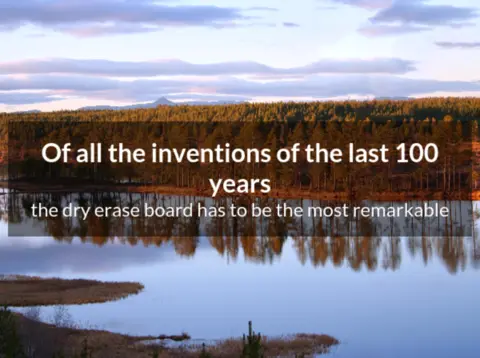 Of all the inventions of the last 100
years
the dry erase board has to be the most remarkable